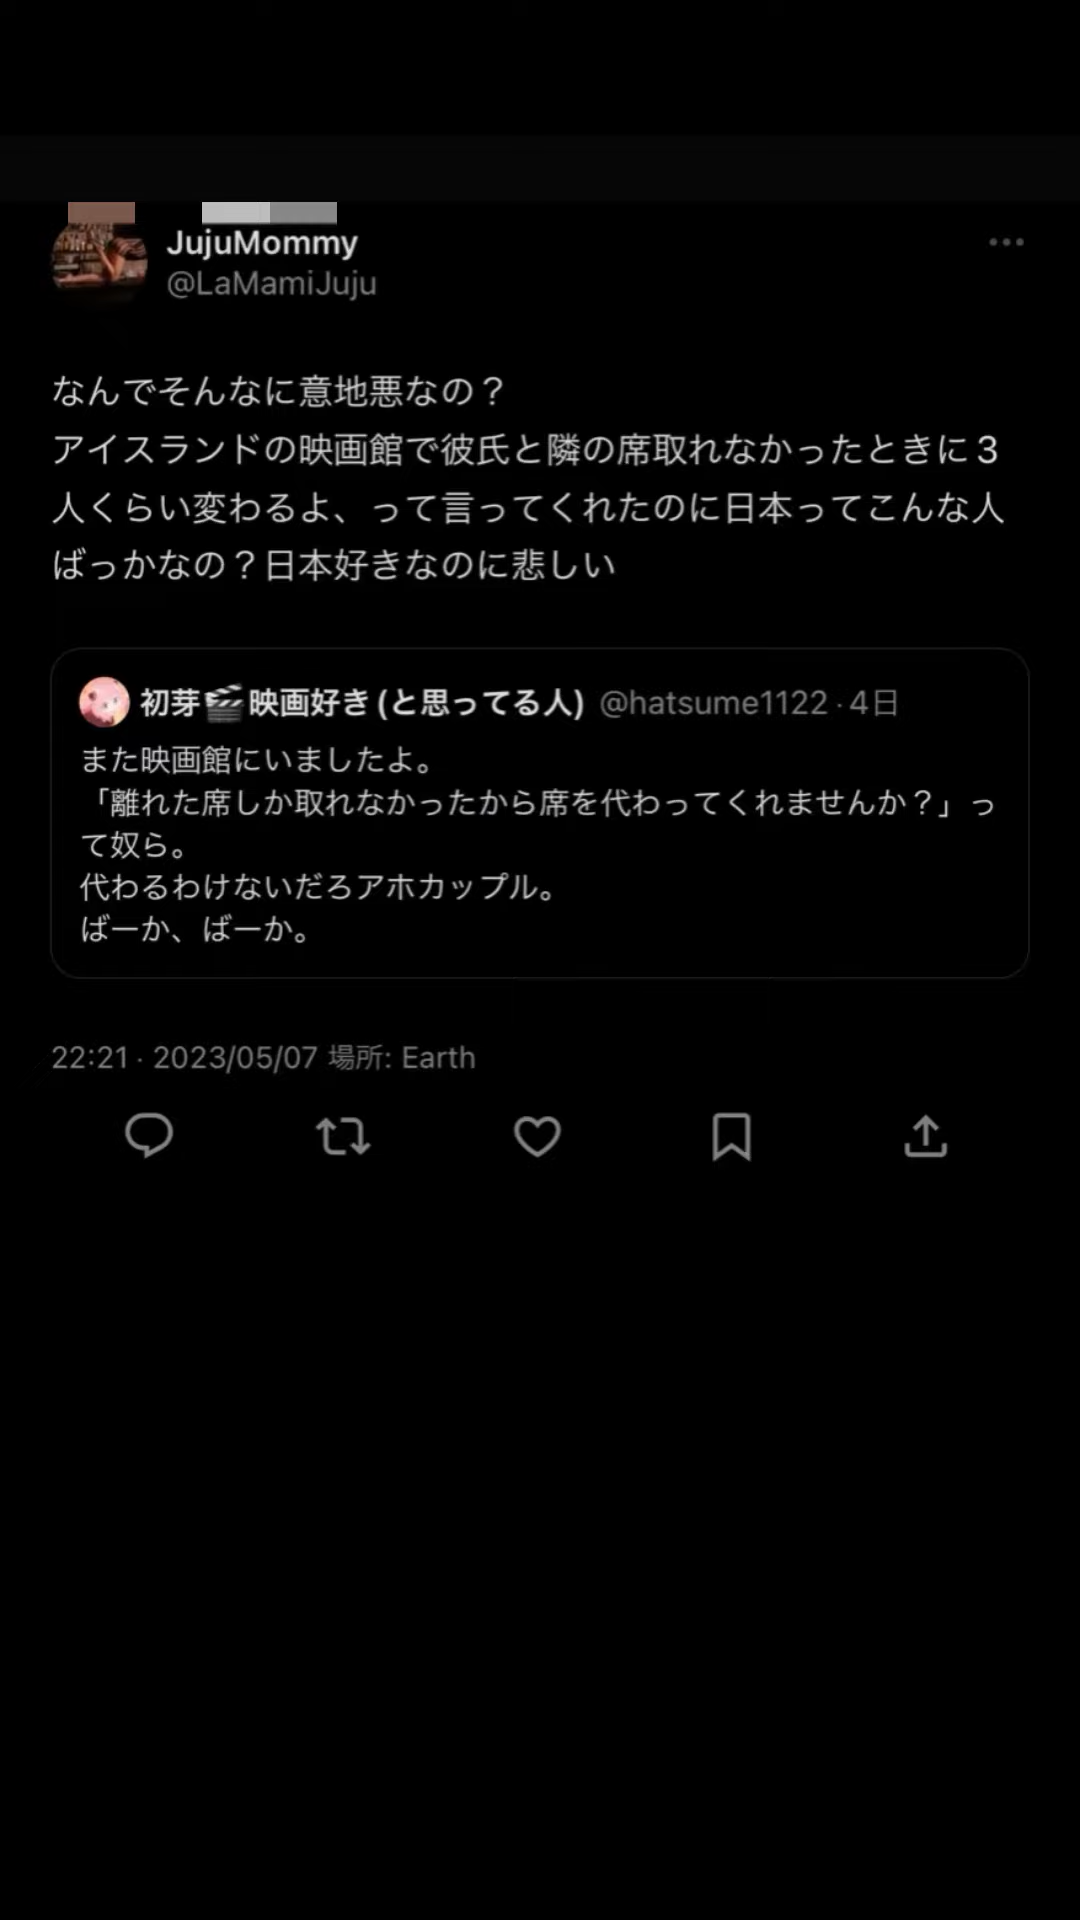 JujuMommy
@LaMamiJuju
なんでそんなに意地悪なの？
アイスランドの映画館で彼氏と隣の席取れなかったときに３
人くらい変わるよ、って言ってくれたのに日本ってこんな人
ばっかなの？日本好きなのに悲しい
初芽🎬映画好き(と思ってる人) @hatsume1122·4日
また映画館にいましたよ。
「離れた席しか取れなかったから席を代わってくれませんか？」っ
て奴ら。
代わるわけないだろアホカップル。
ばーか、ばーか。
22:21 · 2023/05/07 場所: Earth